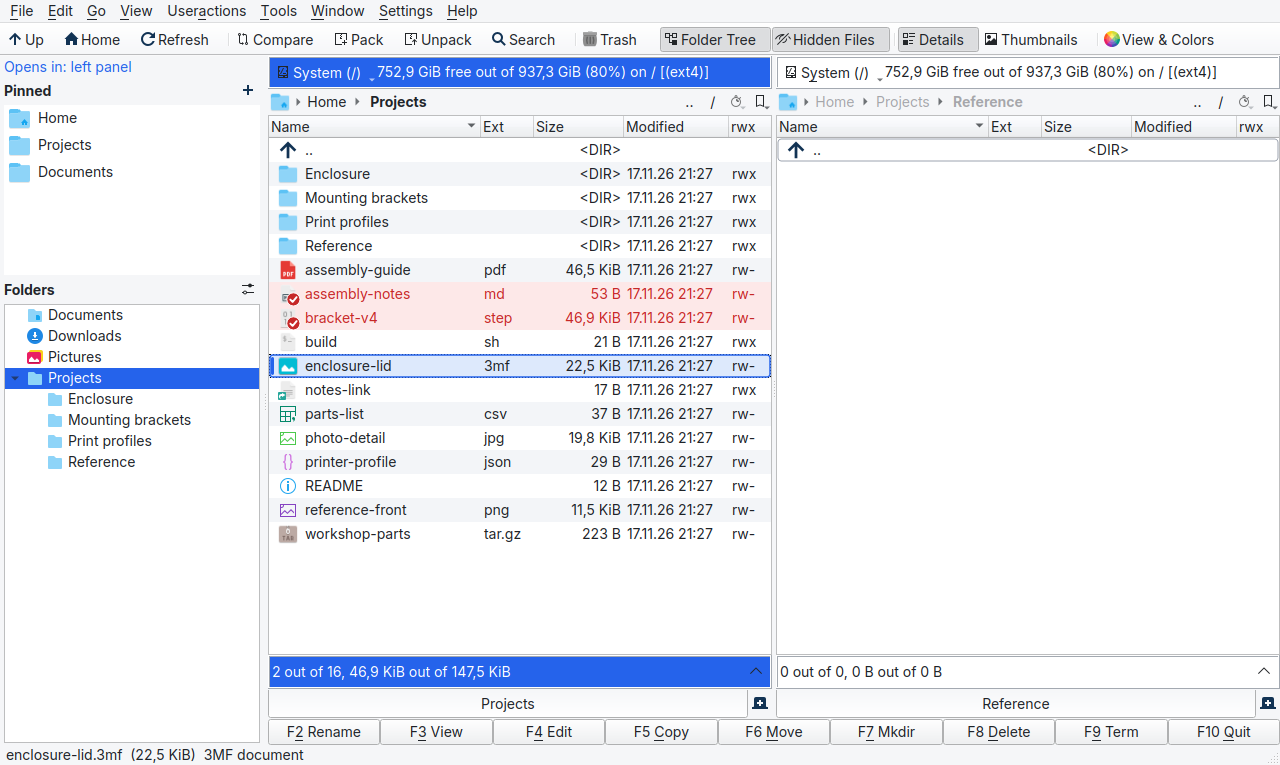 File Edit Go View Useractions Tools Window Settings Help
Up Home Refresh Compare Pack Unpack Search Trash Folder Tree Hidden Files Details Thumbnails View & Colors
Opens in: left panel
Pinned
Home
Projects
Documents
Folders
Documents
Downloads
Pictures
Projects
Enclosure
Mounting brackets
Print profiles
Reference
System (/) 752,9 GiB free out of 937,3 GiB (80%) on / [(ext4)]
Home Projects .. /
Name Ext Size Modified rwx
.. <DIR>
Enclosure <DIR> 17.11.26 21:27 rwx
Mounting brackets <DIR> 17.11.26 21:27 rwx
Print profiles <DIR> 17.11.26 21:27 rwx
Reference <DIR> 17.11.26 21:27 rwx
assembly-guide pdf 46,5 KiB 17.11.26 21:27 rw-
assembly-notes md 53 B 17.11.26 21:27 rw-
bracket-v4 step 46,9 KiB 17.11.26 21:27 rw-
build sh 21 B 17.11.26 21:27 rwx
enclosure-lid 3mf 22,5 KiB 17.11.26 21:27 rw-
notes-link 17 B 17.11.26 21:27 rwx
parts-list csv 37 B 17.11.26 21:27 rw-
photo-detail jpg 19,8 KiB 17.11.26 21:27 rw-
printer-profile json 29 B 17.11.26 21:27 rw-
README 12 B 17.11.26 21:27 rw-
reference-front png 11,5 KiB 17.11.26 21:27 rw-
workshop-parts tar.gz 223 B 17.11.26 21:27 rw-
2 out of 16, 46,9 KiB out of 147,5 KiB
Projects
System (/) 752,9 GiB free out of 937,3 GiB (80%) on / [(ext4)]
Home Projects Reference .. /
Name Ext Size Modified rwx
.. <DIR>
0 out of 0, 0 B out of 0 B
Reference
F2 Rename F3 View F4 Edit F5 Copy F6 Move F7 Mkdir F8 Delete F9 Term F10 Quit
enclosure-lid.3mf (22,5 KiB) 3MF document